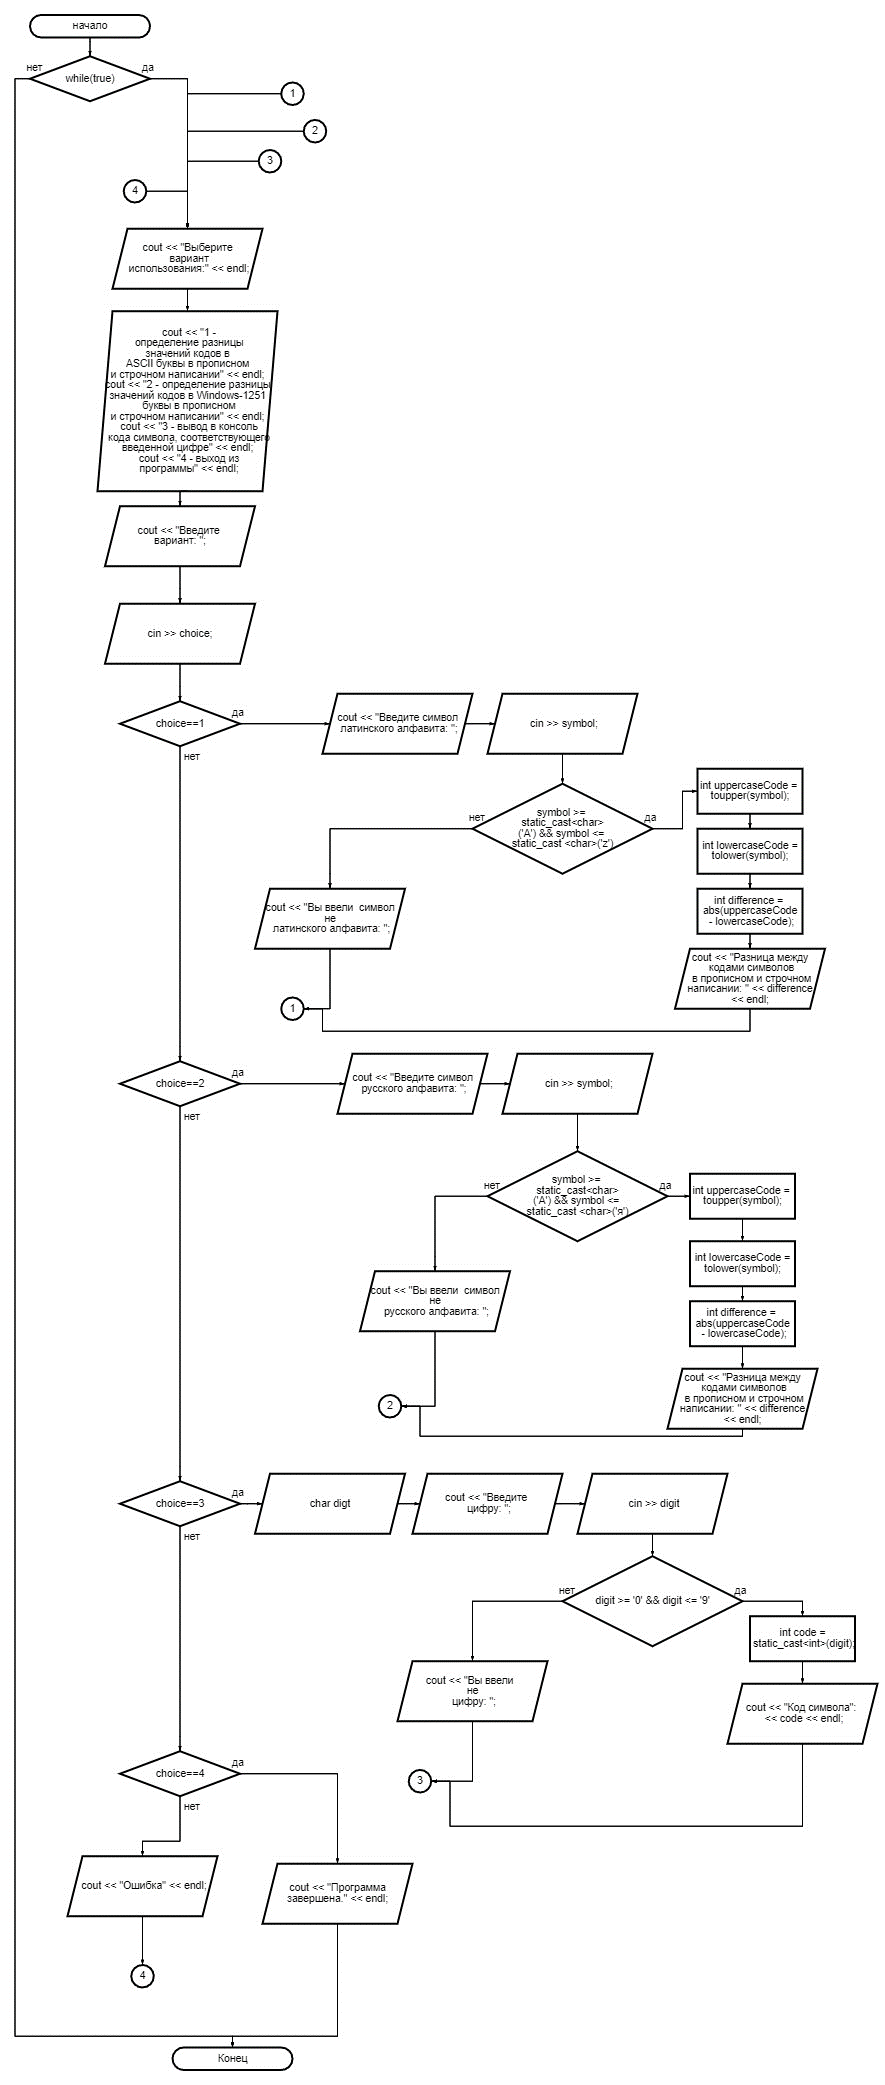 начало
нет
да
while(true)
1
2
3
4
cout << "Выберите
вариант
использования:" << endl;
cout << "1 -
определение разницы
значений кодов в
ASCII буквы в прописном
и строчном написании" << endl;
cout << "2 - определение разницы
значений кодов в Windows-1251
буквы в прописном
и строчном написании" << endl;
cout << "3 - вывод в консоль
кода символа, соответствующего
введенной цифре" << endl;
cout << "4 - выход из
программы" << endl;
cout << "Введите
вариант: ";
cin >> choice;
choice==1
да
нет
cout << "Введите символ
латинского алфавита: ";
cin >> symbol;
symbol >=
static_cast<char>
('A') && symbol <=
static_cast <char>('z')
нет
да
int uppercaseCode =
toupper(symbol);
int lowercaseCode =
tolower(symbol);
int difference =
abs(uppercaseCode
- lowercaseCode);
cout << "Разница между
кодами символов
в прописном и строчном
написании: " << difference
<< endl;
cout << "Вы ввели  символ
не
латинского алфавита: ";
1
choice==2
да
нет
cout << "Введите символ
русского алфавита: ";
cin >> symbol;
symbol >=
static_cast<char>
('А') && symbol <=
static_cast <char>('я')
нет
да
int uppercaseCode =
toupper(symbol);
int lowercaseCode =
tolower(symbol);
int difference =
abs(uppercaseCode
- lowercaseCode);
cout << "Разница между
кодами символов
в прописном и строчном
написании: " << difference
<< endl;
cout << "Вы ввели  символ
не
русского алфавита: ";
2
choice==3
да
нет
char digt
cout << "Введите
цифру: ";
cin >> digit
digit >= '0' && digit <= '9'
нет
да
int code =
static_cast<int>(digit);
cout << "Код символа":
<< code << endl;
cout << "Вы ввели
не
цифру: ";
3
choice==4
да
нет
cout << "Ошибка" << endl;
cout << "Программа
завершена." << endl;
4
Конец